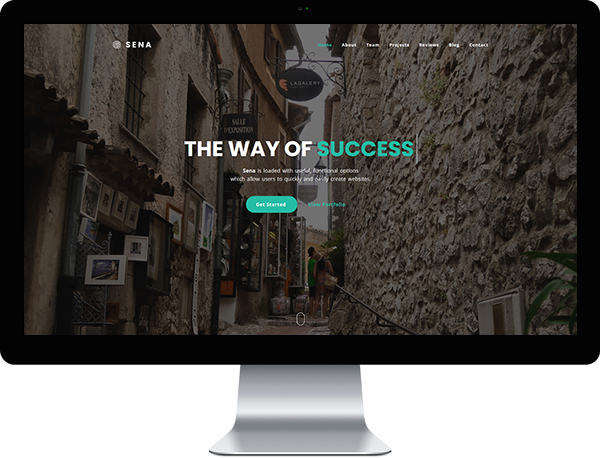 SENA
Home About Team Projects Reviews Blog Contact
LAGALERY
SALLE
D'EXPOSITION
THE WAY OF SUCCESS
Sena is loaded with useful, functional options
which allow users to quickly and easily create websites.
Get Started View Portfolio